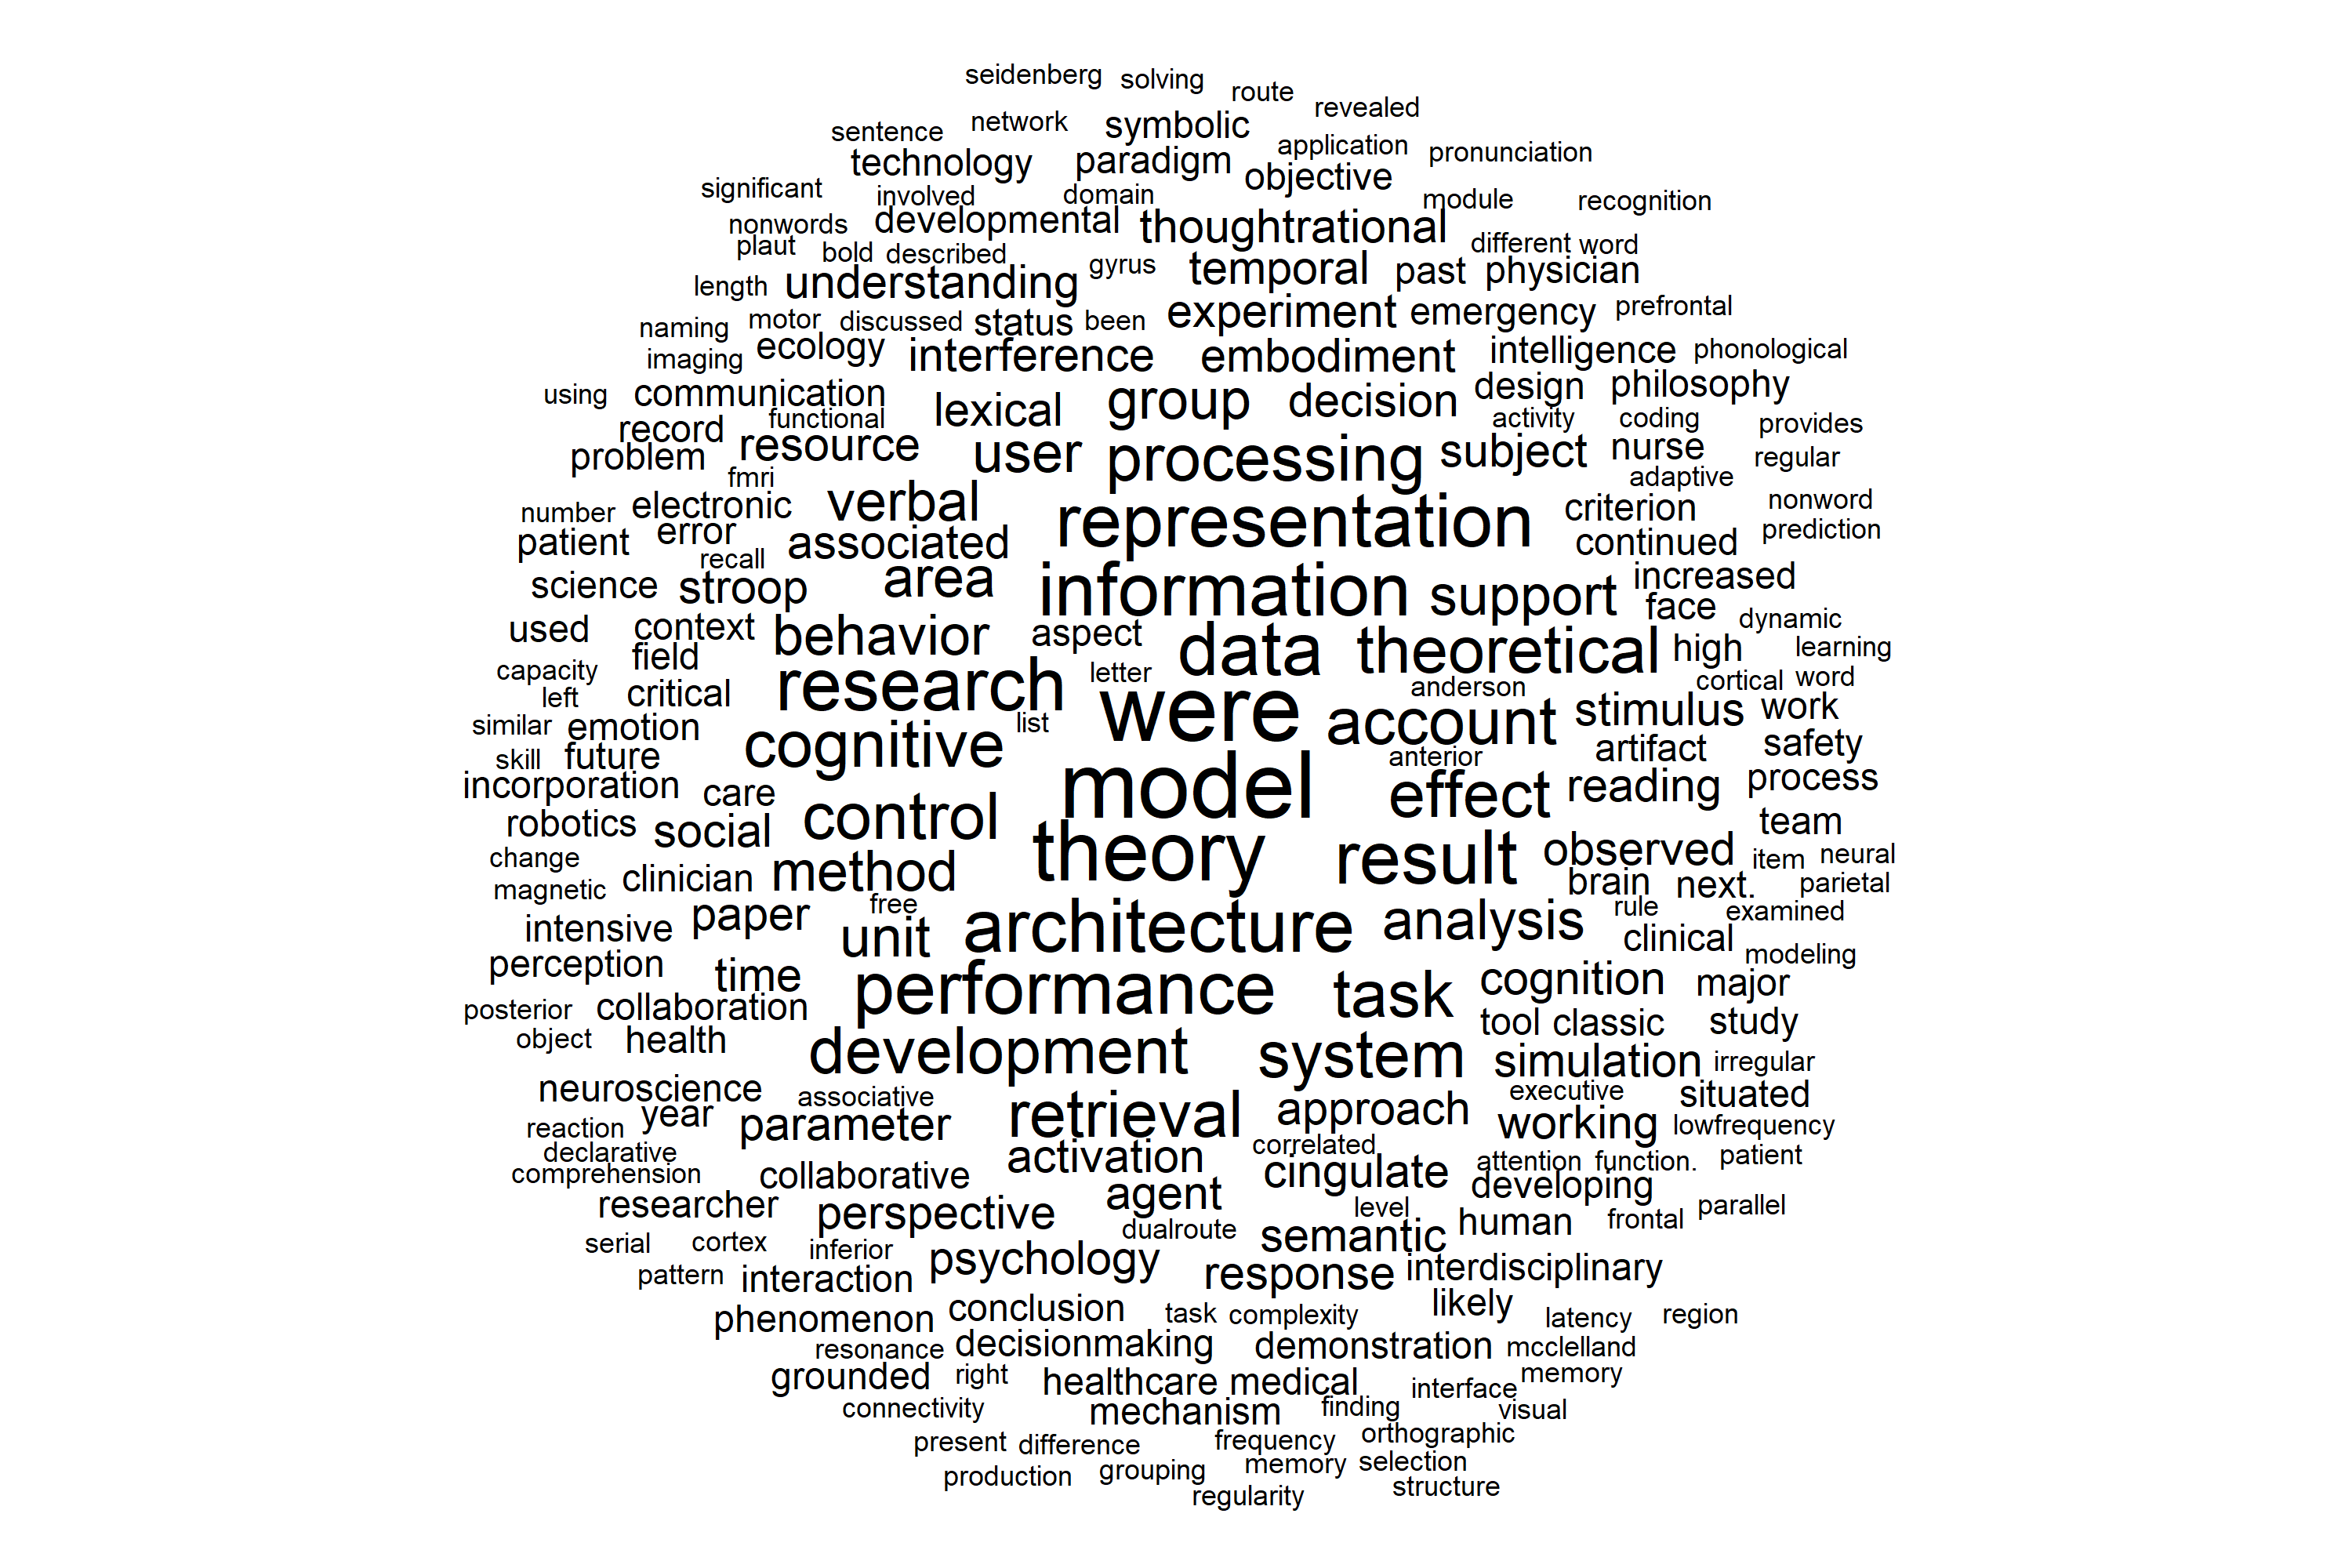 seidenberg solving
route revealed
sentence network symbolic
application pronunciation
technology paradigm objective
significant involved domain module recognition
nonwords developmental thoughtrational
plaut bold described gyrus different word
length understanding temporal past physician
naming motor discussed status been experiment emergency prefrontal
imaging ecology interference embodiment intelligence phonological
using communication group decision design philosophy
record functional lexical activity coding provides
problem resource user processing subject nurse regular
fmri adaptive
number electronic verbal representation criterion nonword
patient error associated continued prediction
recall
science stroop area information support increased
face dynamic
used context behavior aspect data theoretical high learning
capacity field research letter anderson cortical word
left critical
similar emotion list were account stimulus work
skill future cognitive anterior artifact safety
incorporation care model effect reading process
robotics social control team
change theory result observed item neural
magnetic clinician method brain next. parietal
intensive paper free unit architecture analysis rule examined
clinical
perception time performance task cognition modeling
major
posterior collaboration tool classic study
object health development system simulation irregular
neuroscience associative executive situated
reaction year parameter retrieval approach working lowfrequency
declarative activation correlated
comprehension collaborative cingulate attention function. patient
researcher perspective agent level developing
dualroute semantic human frontal parallel
serial cortex inferior psychology
pattern interaction response interdisciplinary
phenomenon conclusion task complexity likely latency region
resonance decisionmaking demonstration mcclelland
grounded right healthcare medical interface memory
connectivity mechanism finding visual
present difference frequency orthographic
production grouping memory selection
regularity structure